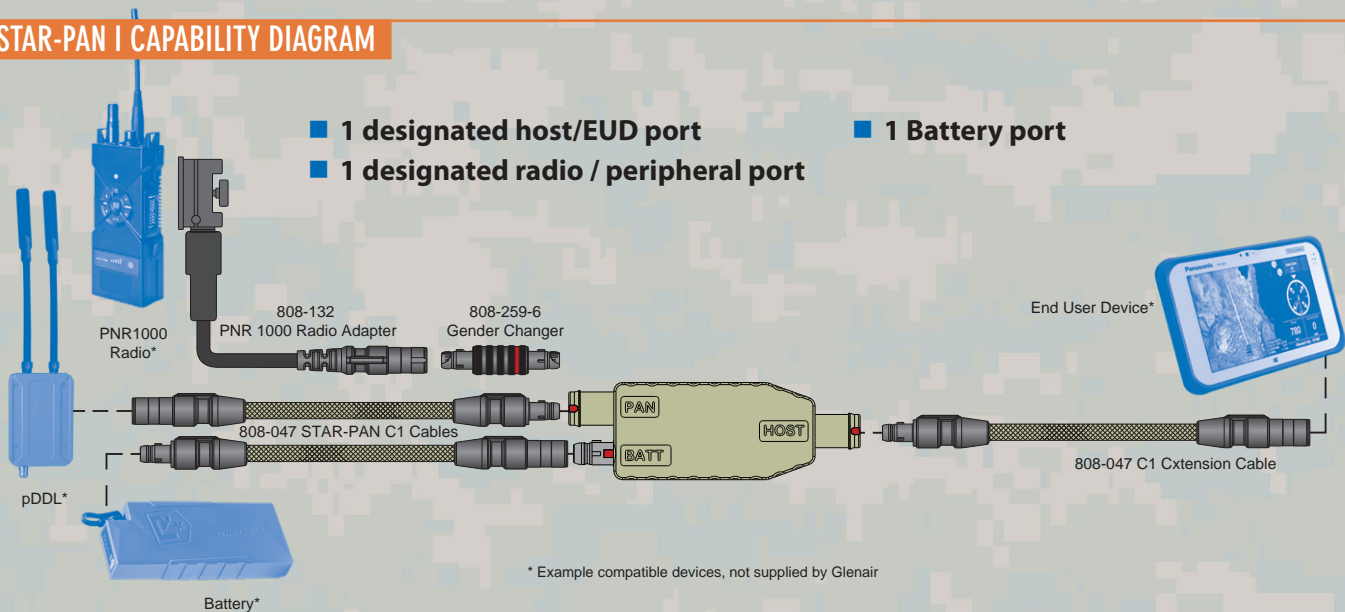 STAR-PAN I CAPABILITY DIAGRAM
1 designated host/EUD port
1 Battery port
1 designated radio / peripheral port
PNR1000
Radio*
808-132
PNR 1000 Radio Adapter
808-259-6
Gender Changer
Panasonic
780
0
End User Device*
PAN
HOST
BATT
808-047 STAR-PAN C1 Cables
808-047 C1 Cxtension Cable
pDDL*
Battery*
* Example compatible devices, not supplied by Glenair